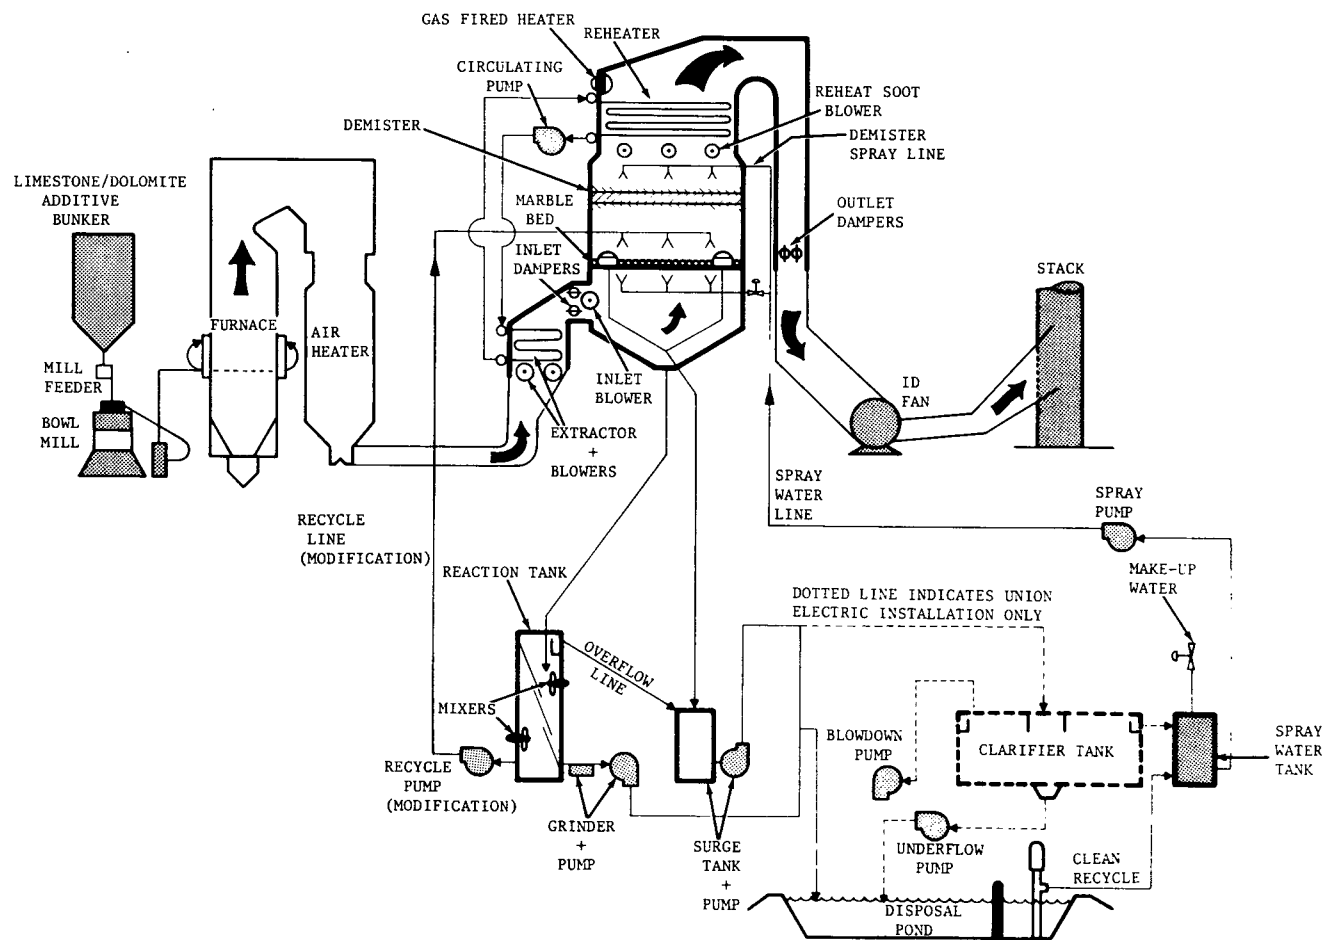 GAS FIRED HEATER
REHEATER
CIRCULATING
PUMP
REHEAT SOOT
BLOWER
DEMISTER
DEMISTER
SPRAY LINE
LIMESTONE/DOLOMITE
ADDITIVE
BUNKER
MARBLE
BED
OUTLET
DAMPERS
INLET
DAMPERS
STACK
FURNACE
AIR
HEATER
MILL
FEEDER
INLET
BLOWER
ID
FAN
BOWL
MILL
EXTRACTOR
+
BLOWERS
SPRAY
WATER
LINE
SPRAY
PUMP
RECYCLE
LINE
(MODIFICATION)
REACTION TANK
MAKE-UP
WATER
DOTTED LINE INDICATES UNION
ELECTRIC INSTALLATION ONLY
OVERFLOW
LINE
MIXERS
BLOWDOWN
PUMP
CLARIFIER TANK
SPRAY
WATER
TANK
RECYCLE
PUMP
(MODIFICATION)
GRINDER
+
PUMP
SURGE
TANK
+
PUMP
UNDERFLOW
PUMP
CLEAN
RECYCLE
DISPOSAL
POND